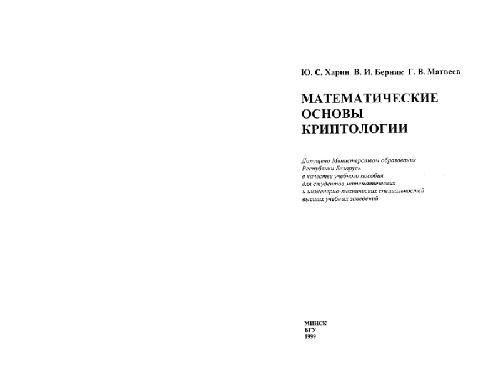 Ю. С. Харин В. И. Берник Г. В. Матвеев
МАТЕМАТИЧЕСКИЕ
ОСНОВЫ
КРИПТОЛОГИИ
Допущено Министерством образования
Республики Беларусь
в качестве учебного пособия
для студентов математических
и инженерно-технических специальностей
высших учебных заведений
МИНСК
БГУ
1999